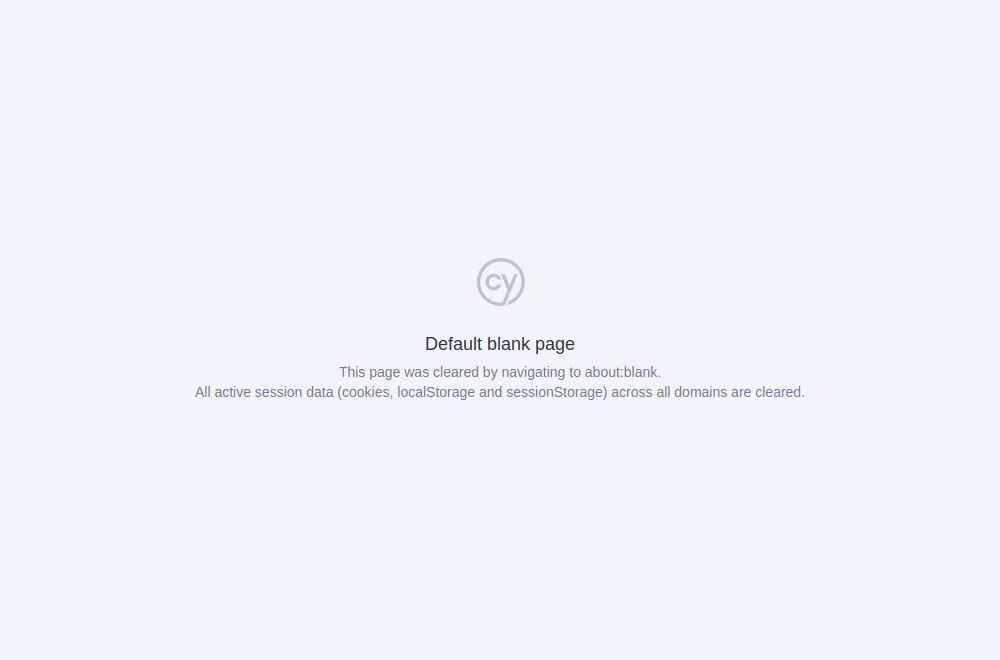 cy
Default blank page
This page was cleared by navigating to about:blank.
All active session data (cookies, localStorage and sessionStorage) across all domains are cleared.